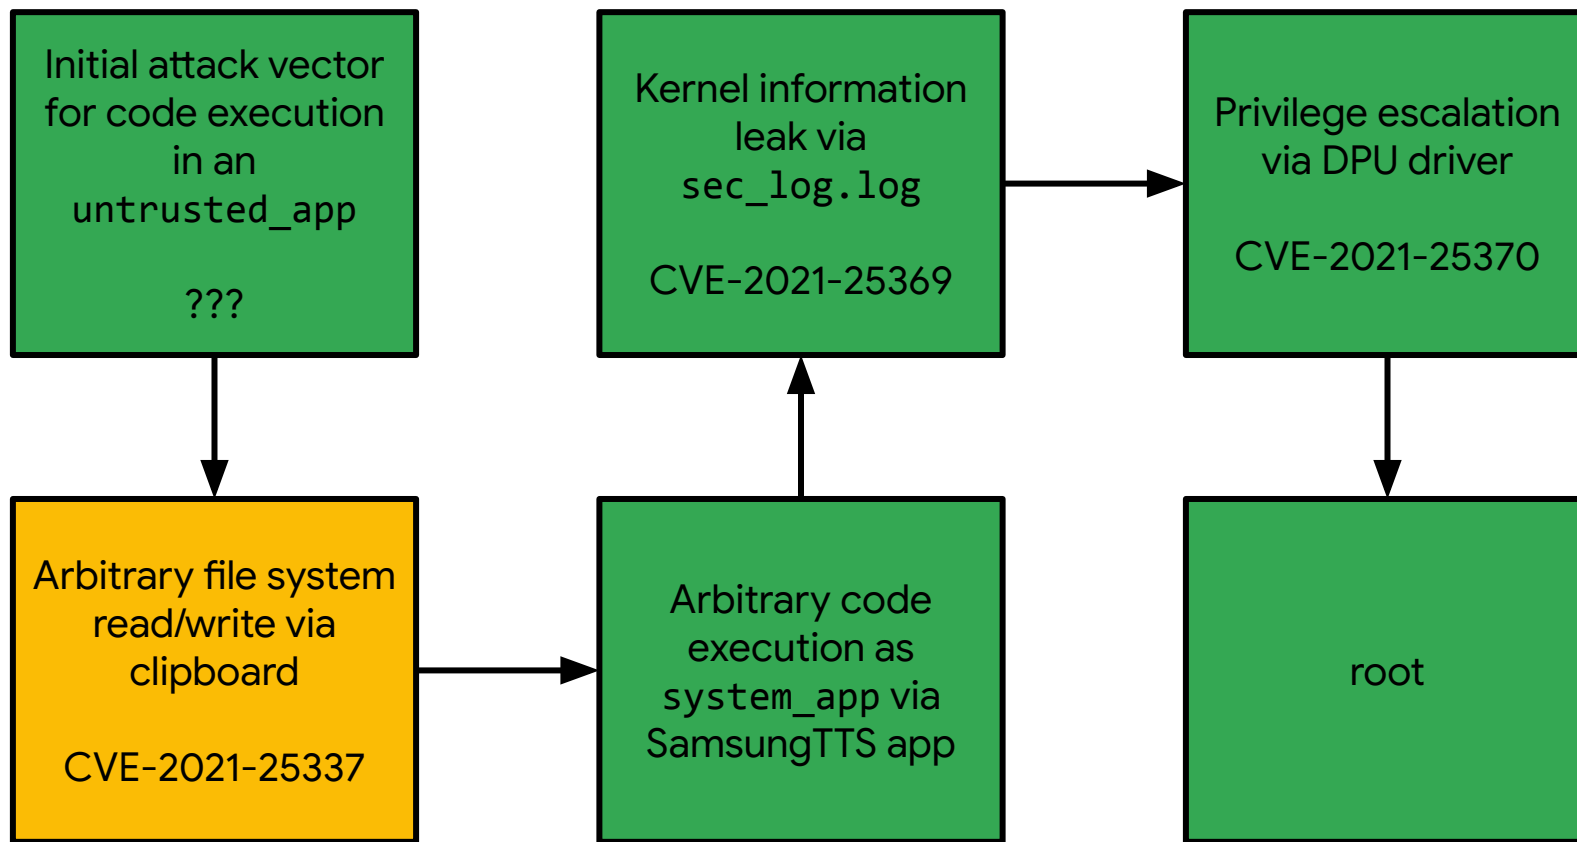 Initial attack vector
for code execution
in an
untrusted_app
???
Arbitrary file system
read/write via
clipboard
CVE-2021-25337
Arbitrary code
execution as
system_app via
SamsungTTS app
Kernel information
leak via
sec_log.log
CVE-2021-25369
Privilege escalation
via DPU driver
CVE-2021-25370
root